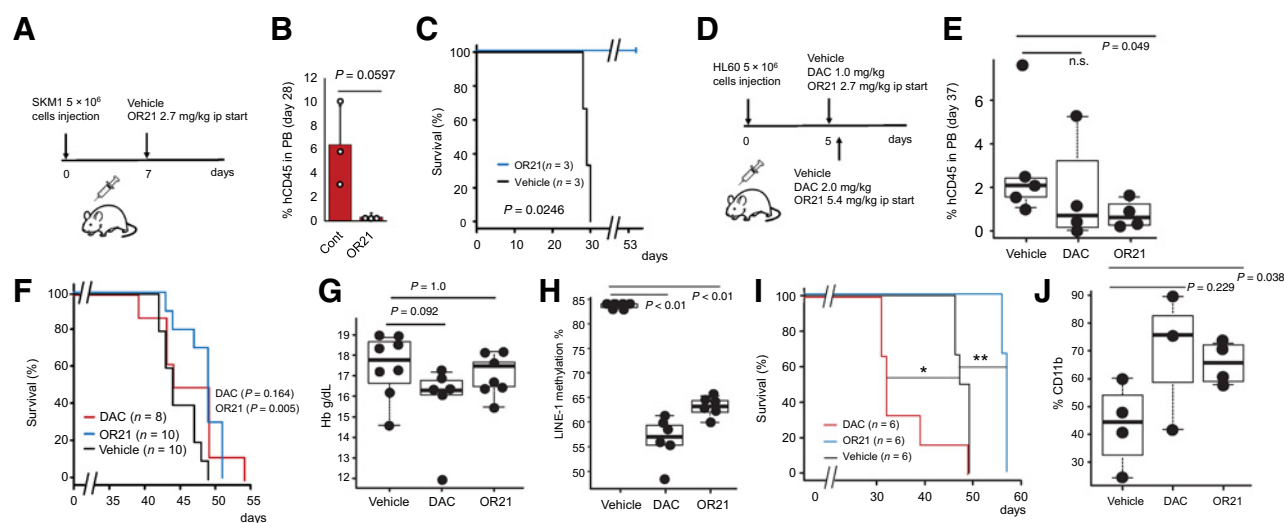 A
SKM1 5 × 10⁶
cells injection
Vehicle
OR21 2.7 mg/kg ip start
0
7
days
B
P = 0.0597
% hCD45 in PB (day 28)
12
10
8
6
4
2
0
Cont
OR21
C
Survival (%)
100
80
60
40
20
0
OR21(n = 3)
Vehicle (n = 3)
P = 0.0246
0 10 20 30 53
days
D
HL60 5 × 10⁶
cells injection
Vehicle
DAC 1.0 mg/kg
OR21 2.7 mg/kg ip start
0
5
days
Vehicle
DAC 2.0 mg/kg
OR21 5.4 mg/kg ip start
E
P = 0.049
n.s.
% hCD45 in PB (day 37)
6
4
2
0
Vehicle DAC OR21
F
Survival (%)
100
80
60
40
20
0
DAC (P = 0.164)
OR21 (P = 0.005)
DAC (n = 8)
OR21 (n = 10)
Vehicle (n = 10)
0 35 40 45 50 55
days
G
P = 1.0
P = 0.092
Hb g/dL
19
18
17
16
15
14
13
12
Vehicle DAC OR21
H
P < 0.01
P < 0.01
LINE-1 methylation %
85
80
75
70
65
60
55
50
Vehicle DAC OR21
I
Survival (%)
100
80
60
40
20
0
*
**
DAC (n = 6)
OR21 (n = 6)
Vehicle (n = 6)
0 30 40 50 60
days
J
P = 0.038
P = 0.229
% CD11b
90
70
50
30
Vehicle DAC OR21